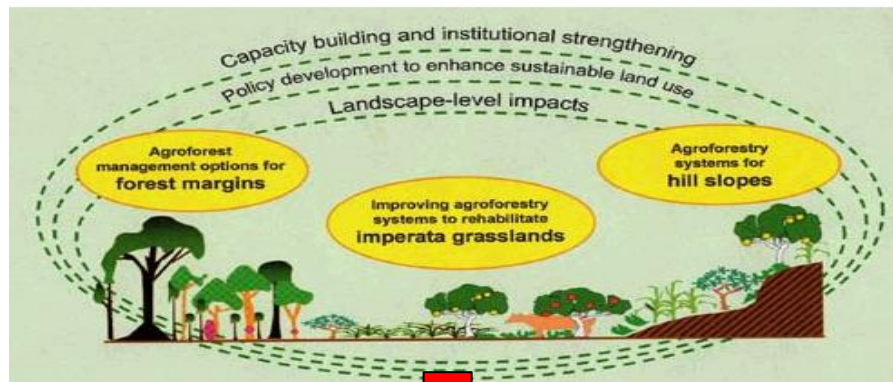 Capacity building and institutional strengthening
Policy development to enhance sustainable land use
Landscape-level impacts
Agroforest
management options for
forest margins
Improving agroforestry
systems to rehabilitate
imperata grasslands
Agroforestry
systems for
hill slopes